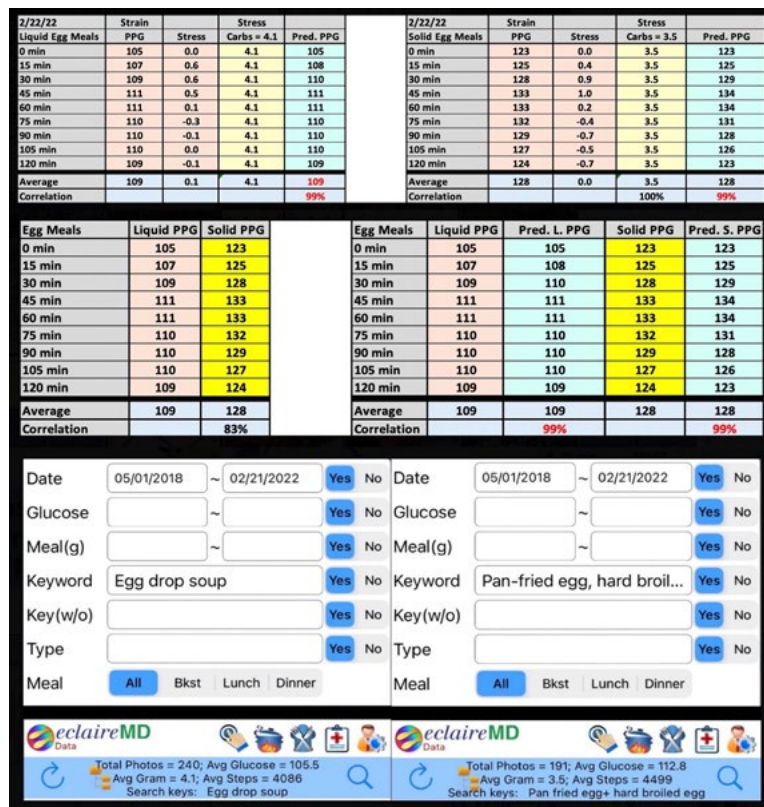 2/22/22 Strain Stress
Liquid Egg Meals PPG Stress Carbs = 4.1 Pred. PPG
0 min 105 0.0 4.1 105
15 min 107 0.6 4.1 108
30 min 109 0.6 4.1 110
45 min 111 0.5 4.1 111
60 min 111 0.1 4.1 111
75 min 110 -0.3 4.1 110
90 min 110 -0.1 4.1 110
105 min 110 0.0 4.1 110
120 min 109 -0.1 4.1 109
Average 109 0.1 4.1 109
Correlation 99%
2/22/22 Strain Stress
Solid Egg Meals PPG Stress Carbs = 3.5 Pred. PPG
0 min 123 0.0 3.5 123
15 min 125 0.4 3.5 125
30 min 128 0.9 3.5 129
45 min 133 1.0 3.5 134
60 min 133 0.2 3.5 134
75 min 132 -0.4 3.5 131
90 min 129 -0.7 3.5 128
105 min 127 -0.5 3.5 126
120 min 124 -0.7 3.5 123
Average 128 0.0 3.5 128
Correlation 100% 99%
Egg Meals Liquid PPG Solid PPG
0 min 105 123
15 min 107 125
30 min 109 128
45 min 111 133
60 min 111 133
75 min 110 132
90 min 110 129
105 min 110 127
120 min 109 124
Average 109 128
Correlation 83%
Egg Meals Liquid PPG Pred. L. PPG Solid PPG Pred. S. PPG
0 min 105 105 123 123
15 min 107 108 125 125
30 min 109 110 128 129
45 min 111 111 133 134
60 min 111 111 133 134
75 min 110 110 132 131
90 min 110 110 129 128
105 min 110 110 127 126
120 min 109 109 124 123
Average 109 109 128 128
Correlation 99% 99%
Date 05/01/2018 ~ 02/21/2022 Yes No
Glucose ~ Yes No
Meal(g) ~ Yes No
Keyword Egg drop soup Yes No
Key(w/o) Yes No
Type Yes No
Meal All Bkst Lunch Dinner
eclaireMD
Data
Total Photos = 240; Avg Glucose = 105.5
Avg Gram = 4.1; Avg Steps = 4086
Search keys: Egg drop soup
Date 05/01/2018 ~ 02/21/2022 Yes No
Glucose ~ Yes No
Meal(g) ~ Yes No
Keyword Pan-fried egg, hard broil... Yes No
Key(w/o) Yes No
Type Yes No
Meal All Bkst Lunch Dinner
eclaireMD
Data
Total Photos = 191; Avg Glucose = 112.8
Avg Gram = 3.5; Avg Steps = 4499
Search keys: Pan fried egg+ hard broiled egg